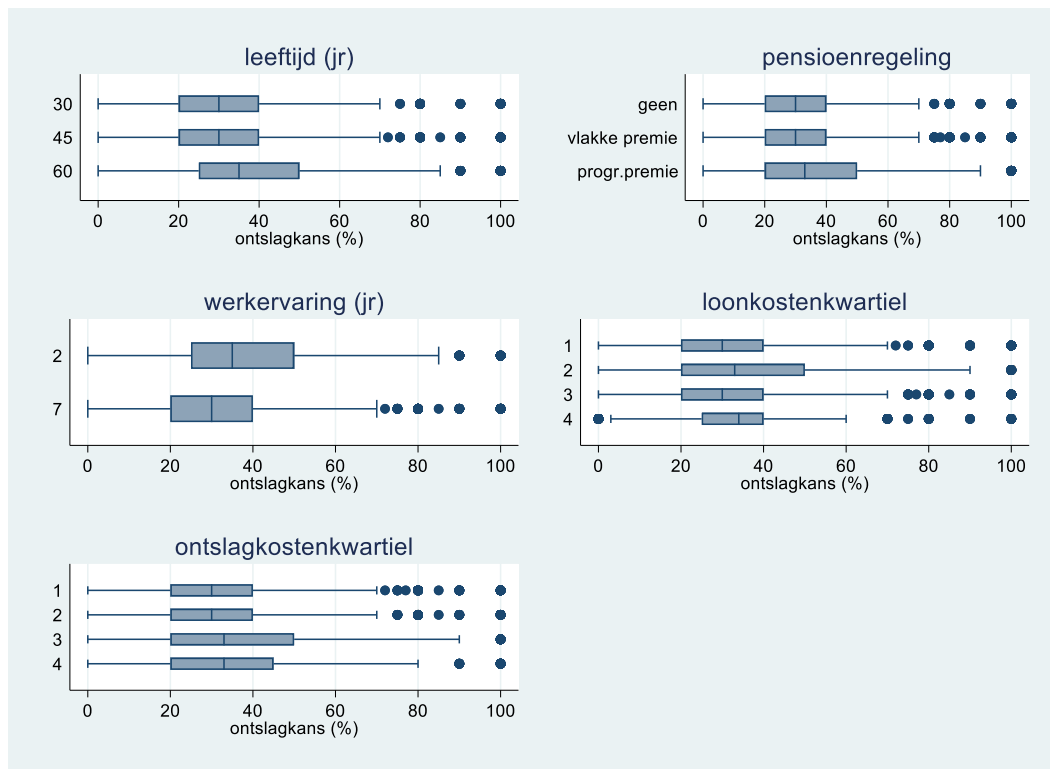 leeftijd (jr)
30
45
60
0 20 40 60 80 100
ontslagkans (%)
pensioenregeling
geen
vlakke premie
progr.premie
0 20 40 60 80 100
ontslagkans (%)
werkervaring (jr)
2
7
0 20 40 60 80 100
ontslagkans (%)
loonkostenkwartiel
1
2
3
4
0 20 40 60 80 100
ontslagkans (%)
ontslagkostenkwartiel
1
2
3
4
0 20 40 60 80 100
ontslagkans (%)